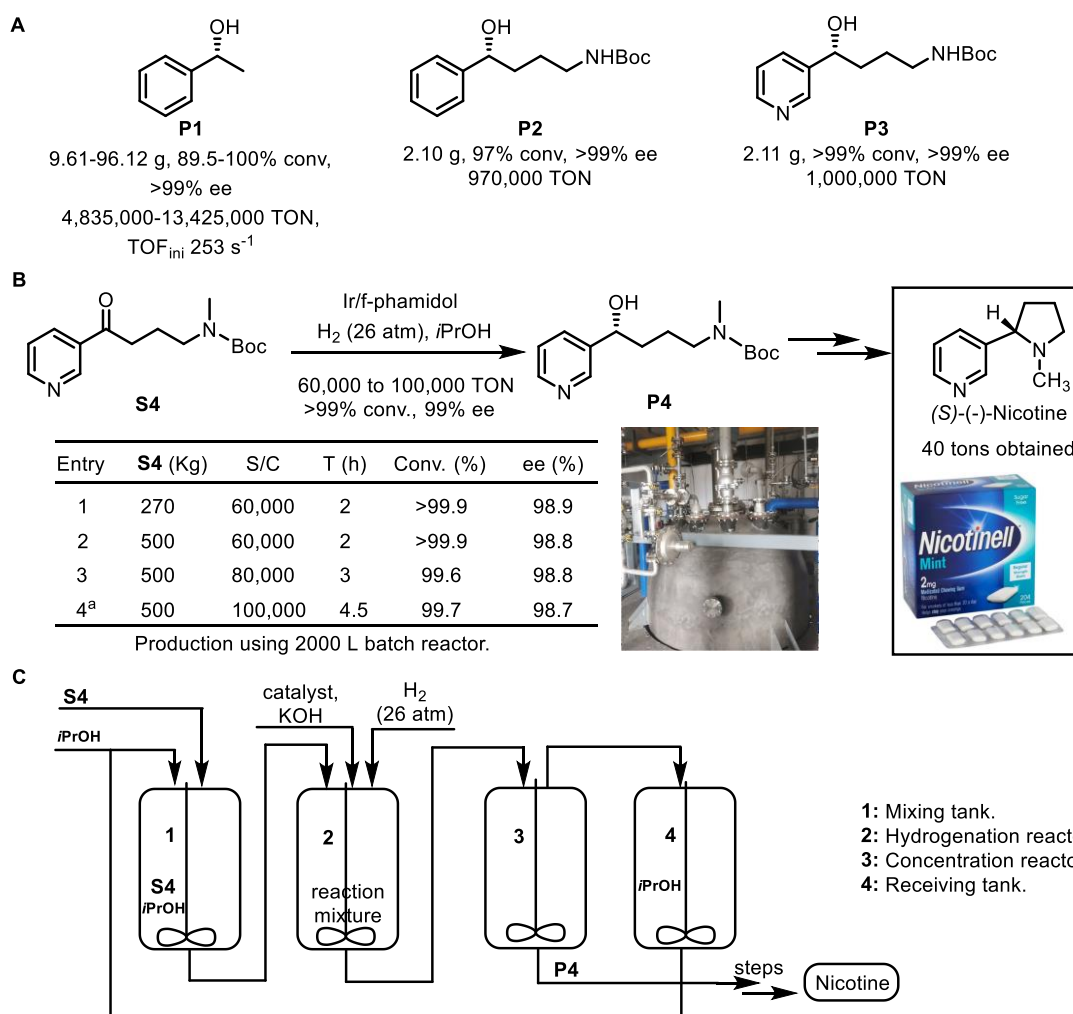 A
OH
P1
9.61-96.12 g, 89.5-100% conv,
>99% ee
4,835,000-13,425,000 TON,
TOFini 253 s-1
OH
NHBoc
P2
2.10 g, 97% conv, >99% ee
970,000 TON
OH
NHBoc
N
P3
2.11 g, >99% conv, >99% ee
1,000,000 TON
B
O
N
Boc
N
S4
Ir/f-phamidol
H2 (26 atm), iPrOH
60,000 to 100,000 TON
>99% conv., 99% ee
OH
N
Boc
N
P4
H
N
CH3
N
(S)-(-)-Nicotine
40 tons obtained
Nicotinell
Mint
2mg
204
Entry S4 (Kg) S/C T (h) Conv. (%) ee (%)
1 270 60,000 2 >99.9 98.9
2 500 60,000 2 >99.9 98.8
3 500 80,000 3 99.6 98.8
4a 500 100,000 4.5 99.7 98.7
Production using 2000 L batch reactor.
C
S4
iPrOH
catalyst,
KOH
H2
(26 atm)
1
S4
iPrOH
2
reaction
mixture
3
4
iPrOH
P4
steps
Nicotine
1: Mixing tank.
2: Hydrogenation react
3: Concentration reacto
4: Receiving tank.